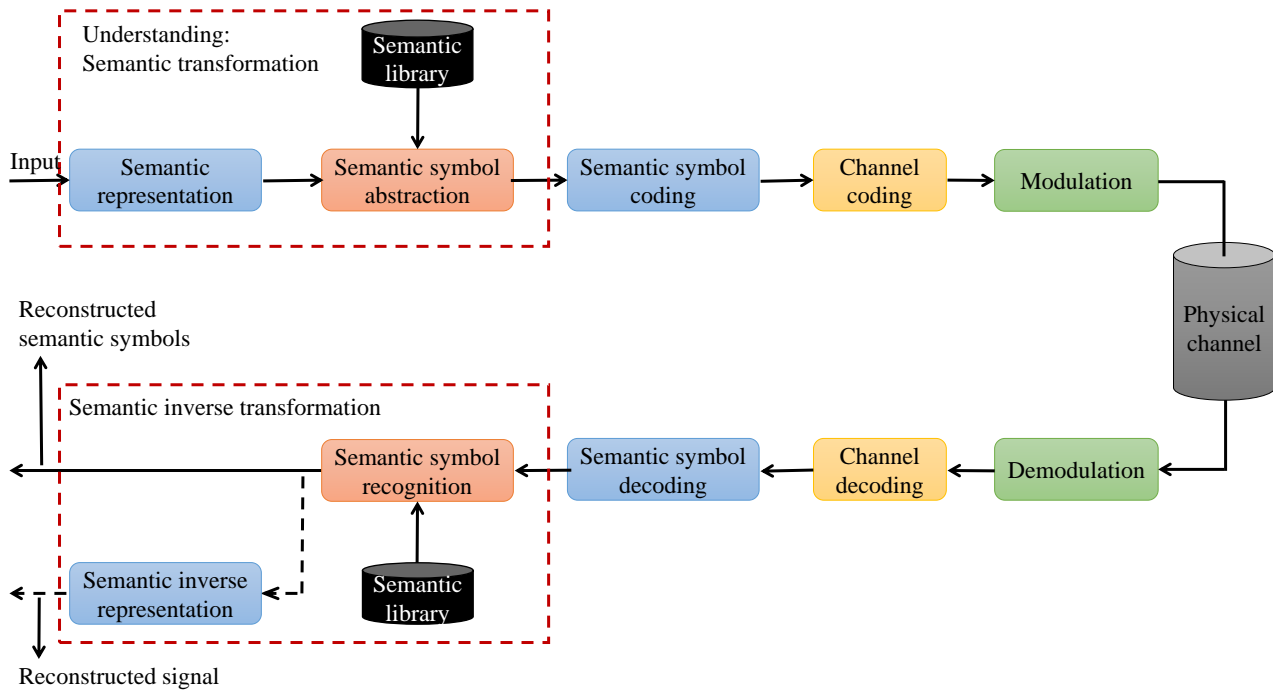 Understanding:
Semantic transformation
Semantic
library
Input
Semantic
representation
Semantic symbol
abstraction
Semantic symbol
coding
Channel
coding
Modulation
Physical
channel
Reconstructed
semantic symbols
Semantic inverse transformation
Semantic symbol
recognition
Semantic symbol
decoding
Channel
decoding
Demodulation
Semantic inverse
representation
Semantic
library
Reconstructed signal